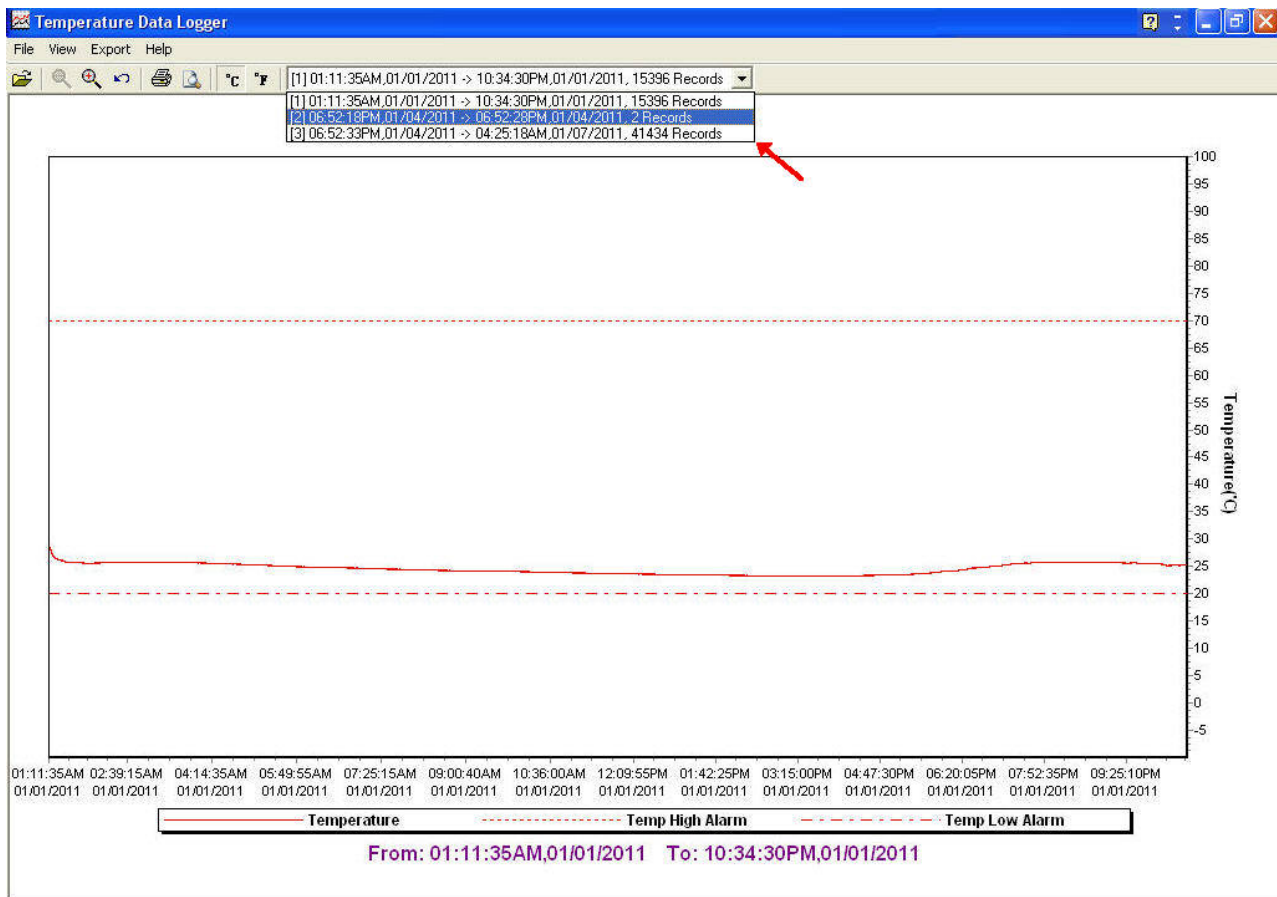 Temperature Data Logger
File View Export Help
°C °F [1] 01:11:35AM,01/01/2011 -> 10:34:30PM,01/01/2011, 15396 Records
[1] 01:11:35AM,01/01/2011 -> 10:34:30PM,01/01/2011, 15396 Records
[2] 06:52:18PM,01/04/2011 -> 06:52:28PM,01/04/2011, 2 Records
[3] 06:52:33PM,01/04/2011 -> 04:25:18AM,01/07/2011, 41434 Records
100
95
90
85
80
75
70
65
60
55
50
45
40
35
30
25
20
15
10
5
0
-5
Temperature(°C)
01:11:35AM 02:39:15AM 04:14:35AM 05:49:55AM 07:25:15AM 09:00:40AM 10:36:00AM 12:09:55PM 01:42:25PM 03:15:00PM 04:47:30PM 06:20:05PM 07:52:35PM 09:25:10PM
01/01/2011 01/01/2011 01/01/2011 01/01/2011 01/01/2011 01/01/2011 01/01/2011 01/01/2011 01/01/2011 01/01/2011 01/01/2011 01/01/2011 01/01/2011 01/01/2011
Temperature Temp High Alarm Temp Low Alarm
From: 01:11:35AM,01/01/2011 To: 10:34:30PM,01/01/2011